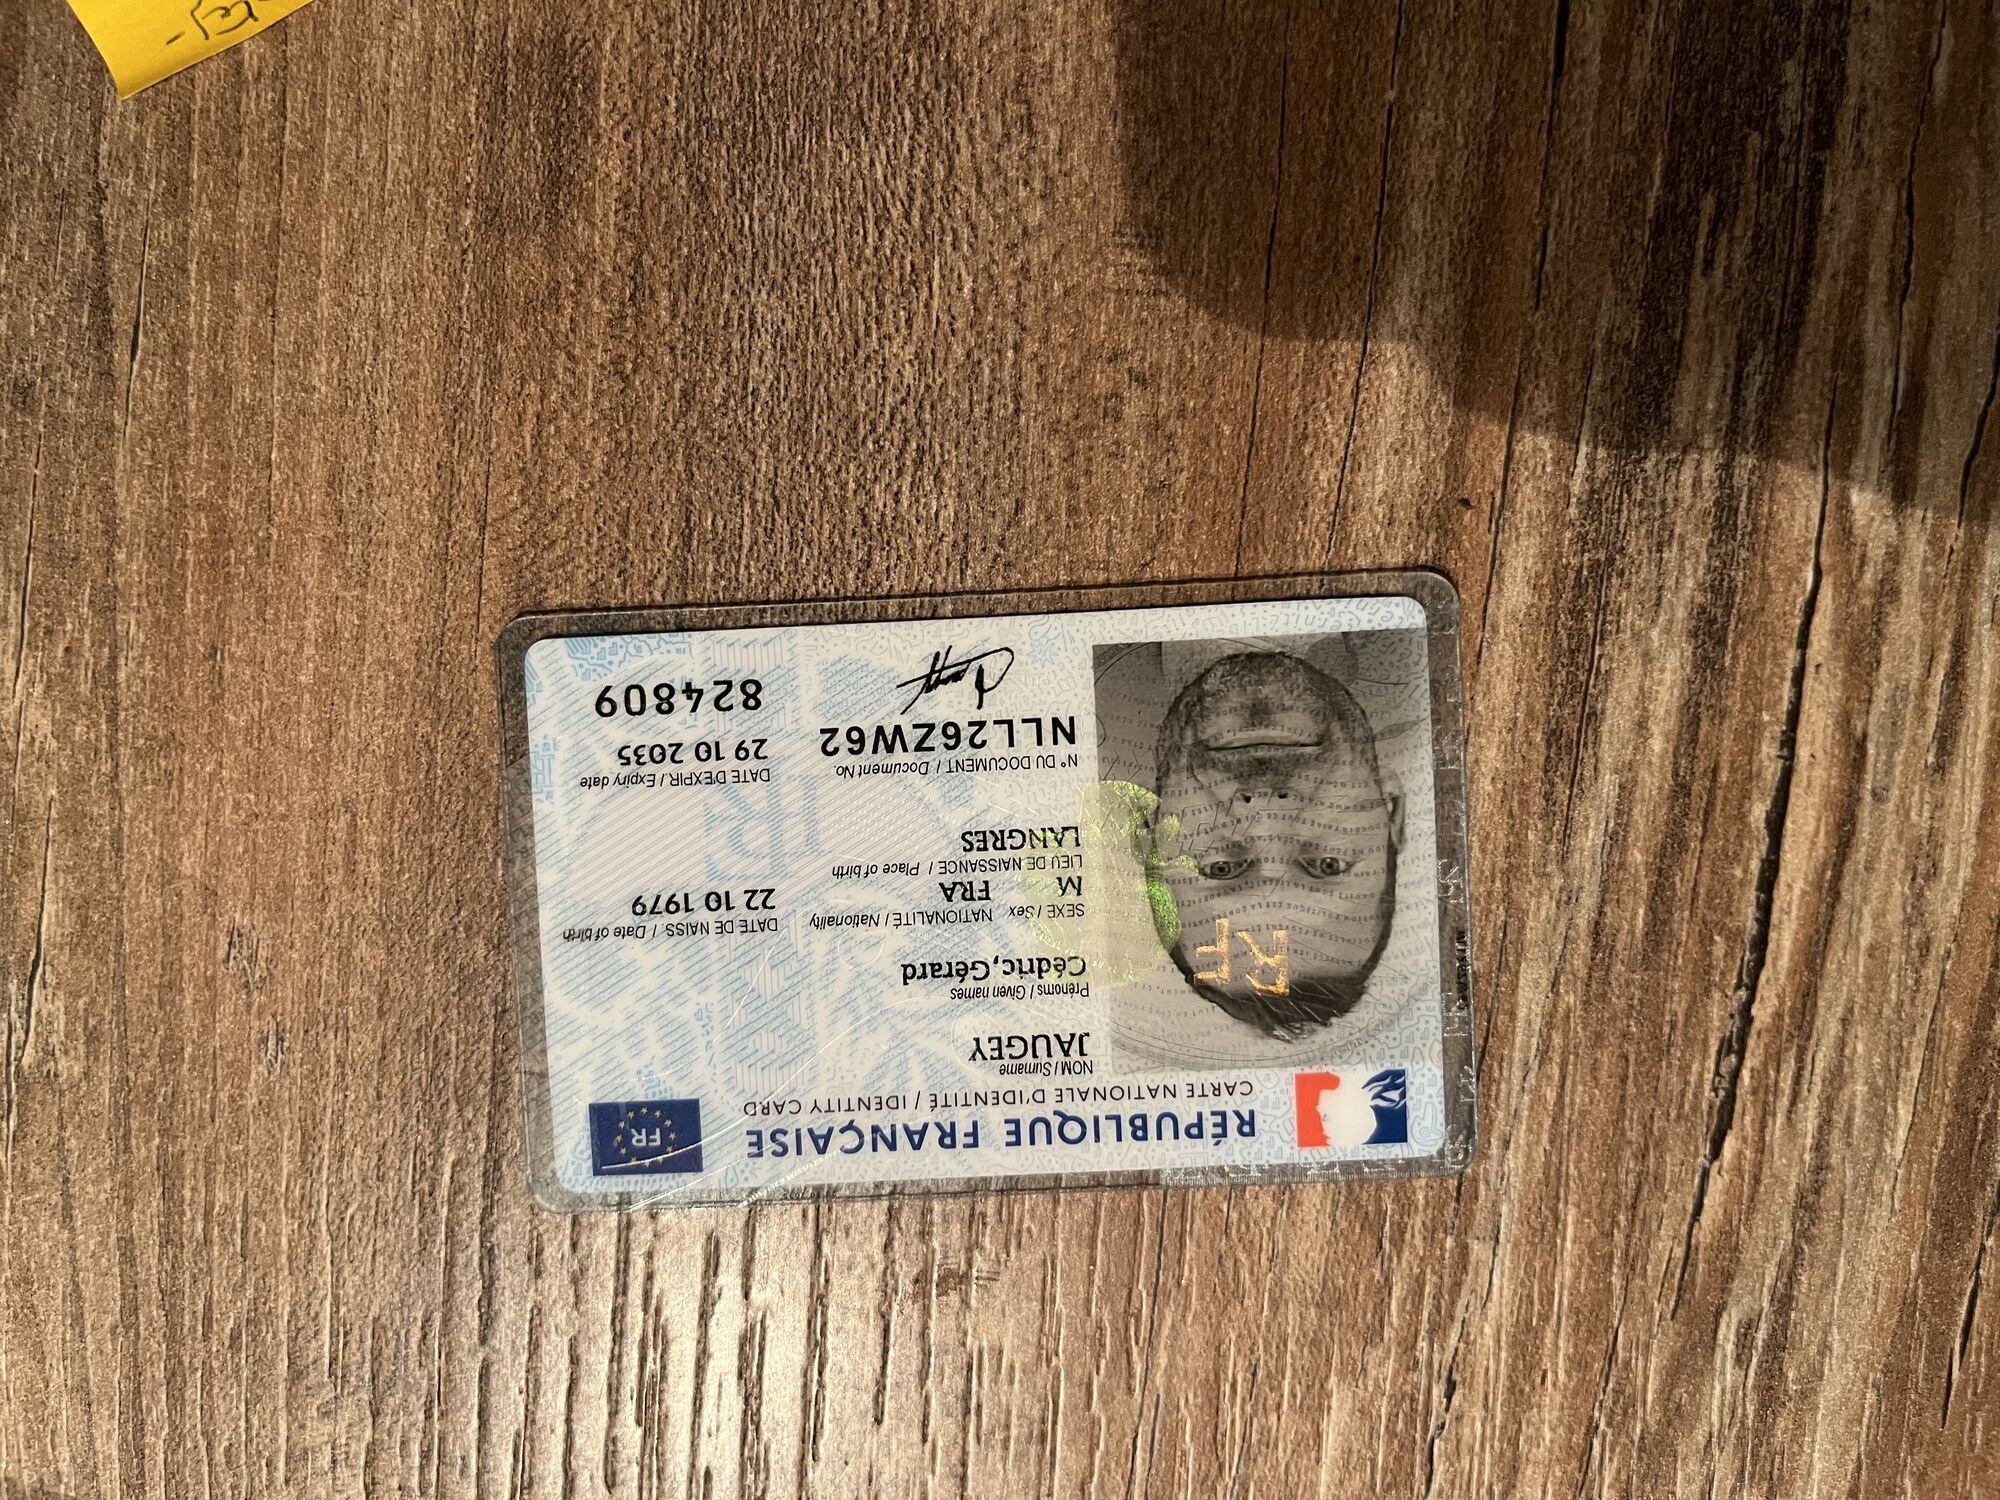 RÉPUBLIQUE FRANÇAISE
CARTE NATIONALE D'IDENTITÉ / IDENTITY CARD
FR
NOM / Surname
JAUGEY
Prénoms / Given names
Cédric, Gérard
SEXE / Sex NATIONALITÉ / Nationality DATE DE NAISS. / Date of birth
M FRA 22 10 1979
LIEU DE NAISSANCE / Place of birth
LANGRES
N° DU DOCUMENT / Document No. DATE D'EXPIR / Expiry date
NLL26ZW62 29 10 2035
824809
RF